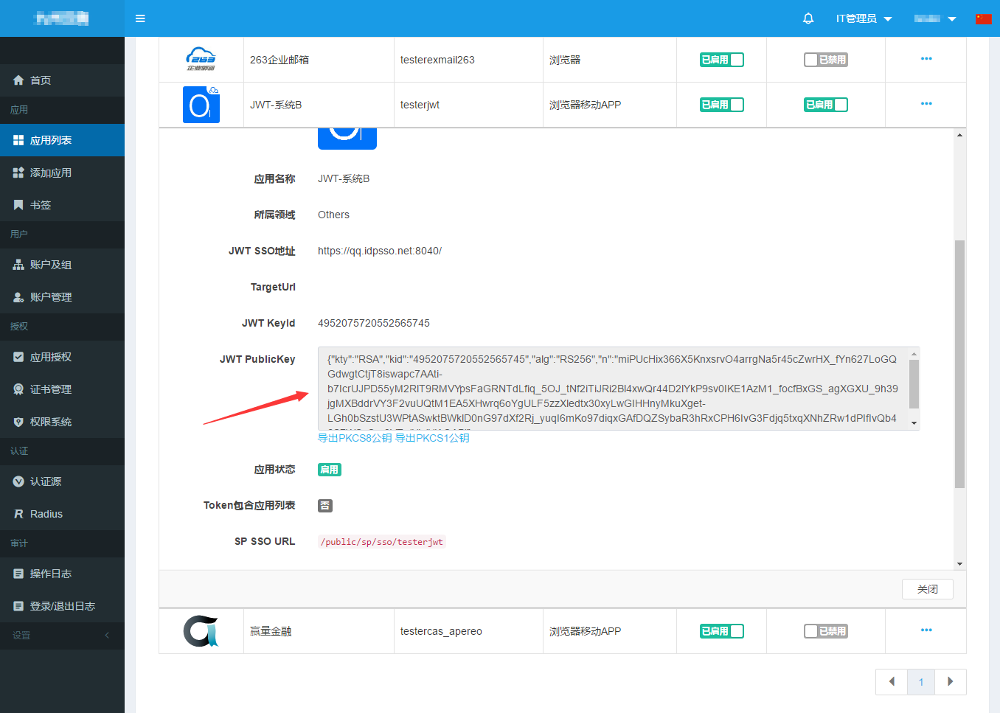 IT管理员
首页
应用
应用列表
添加应用
书签
用户
账户及组
账户管理
授权
应用授权
证书管理
权限系统
认证
认证源
Radius
审计
操作日志
登录/退出日志
设置
263
企业邮箱
263企业邮箱
testerexmail263
浏览器
已启用
已禁用
JWT-系统B
testerjwt
浏览器移动APP
已启用
已启用
应用名称
JWT-系统B
所属领域
Others
JWT SSO地址
https://qq.idpsso.net:8040/
TargetUrl
JWT KeyId
4952075720552565745
JWT PublicKey
{"kty":"RSA","kid":"4952075720552565745","alg":"RS256","n":"miPUcHix366X5KnxsrvO4arrgNa5r45cZwrHX_fYn627LoGQ
GdwgtCtjT8iswapc7AAti-
b7IcrUJPD55yM2RlT9RMVYpsFaGRNTdLfiq_5OJ_tNf2iTiJRi2Bl4xwQr44D2IYkP9sv0IKE1AzM1_focfBxGS_agXGXU_9h39
jgMXBddrVY3F2vuUQtM1EA5XHwrq6oYgULF5zzXledtx30xyLwGIHHnyMkuXget-
LGh0bSzstU3WPtASwktBWklD0nG97dXf2Rj_yuqI6mKo97diqxGAfDQZSybaR3hRxCPH6IvG3Fdjq5txqXNhZRw1dPIfIvQb4
导出PKCS8公钥 导出PKCS1公钥
应用状态
启用
Token包含应用列表
否
SP SSO URL
/public/sp/sso/testerjwt
关闭
赢量金融
testercas_apereo
浏览器移动APP
已启用
已禁用
1